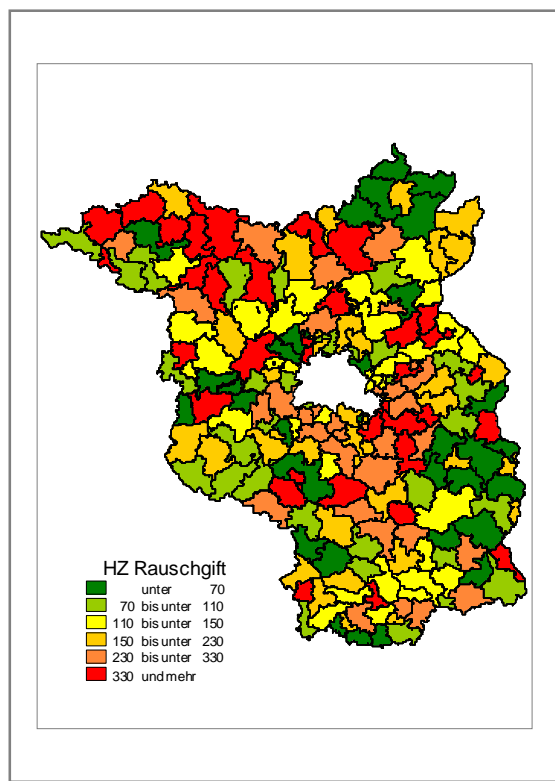 HZ Rauschgift
unter 70
70 bis unter 110
110 bis unter 150
150 bis unter 230
230 bis unter 330
330 und mehr